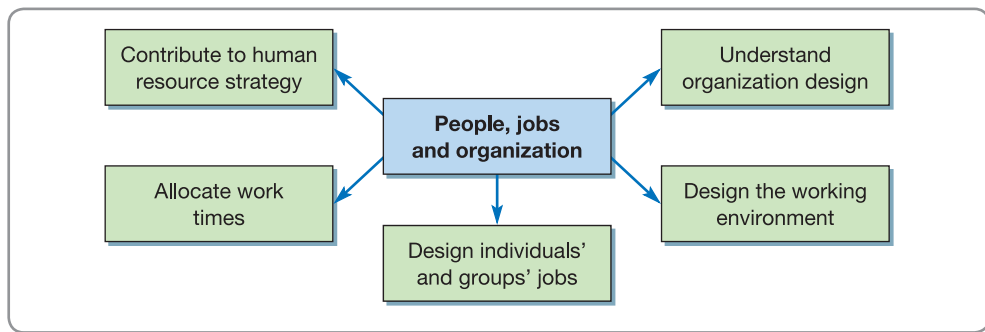 Contribute to human
resource strategy
Understand
organization design
People, jobs
and organization
Allocate work
times
Design the working
environment
Design individuals’
and groups’ jobs